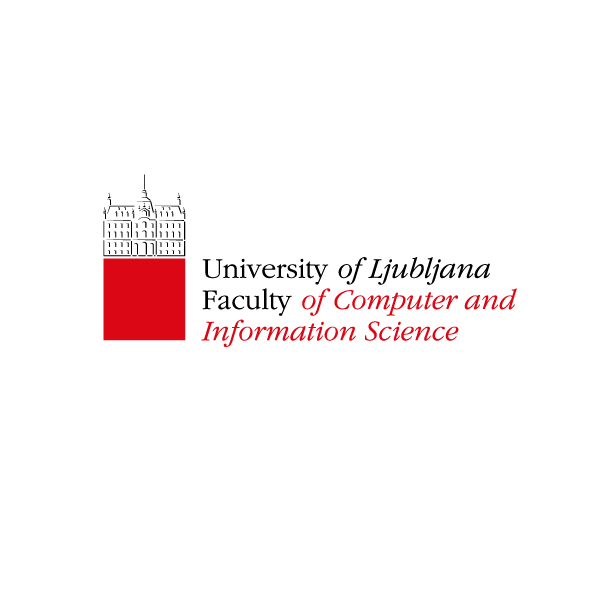 University of Ljubljana
Faculty of Computer and
Information Science